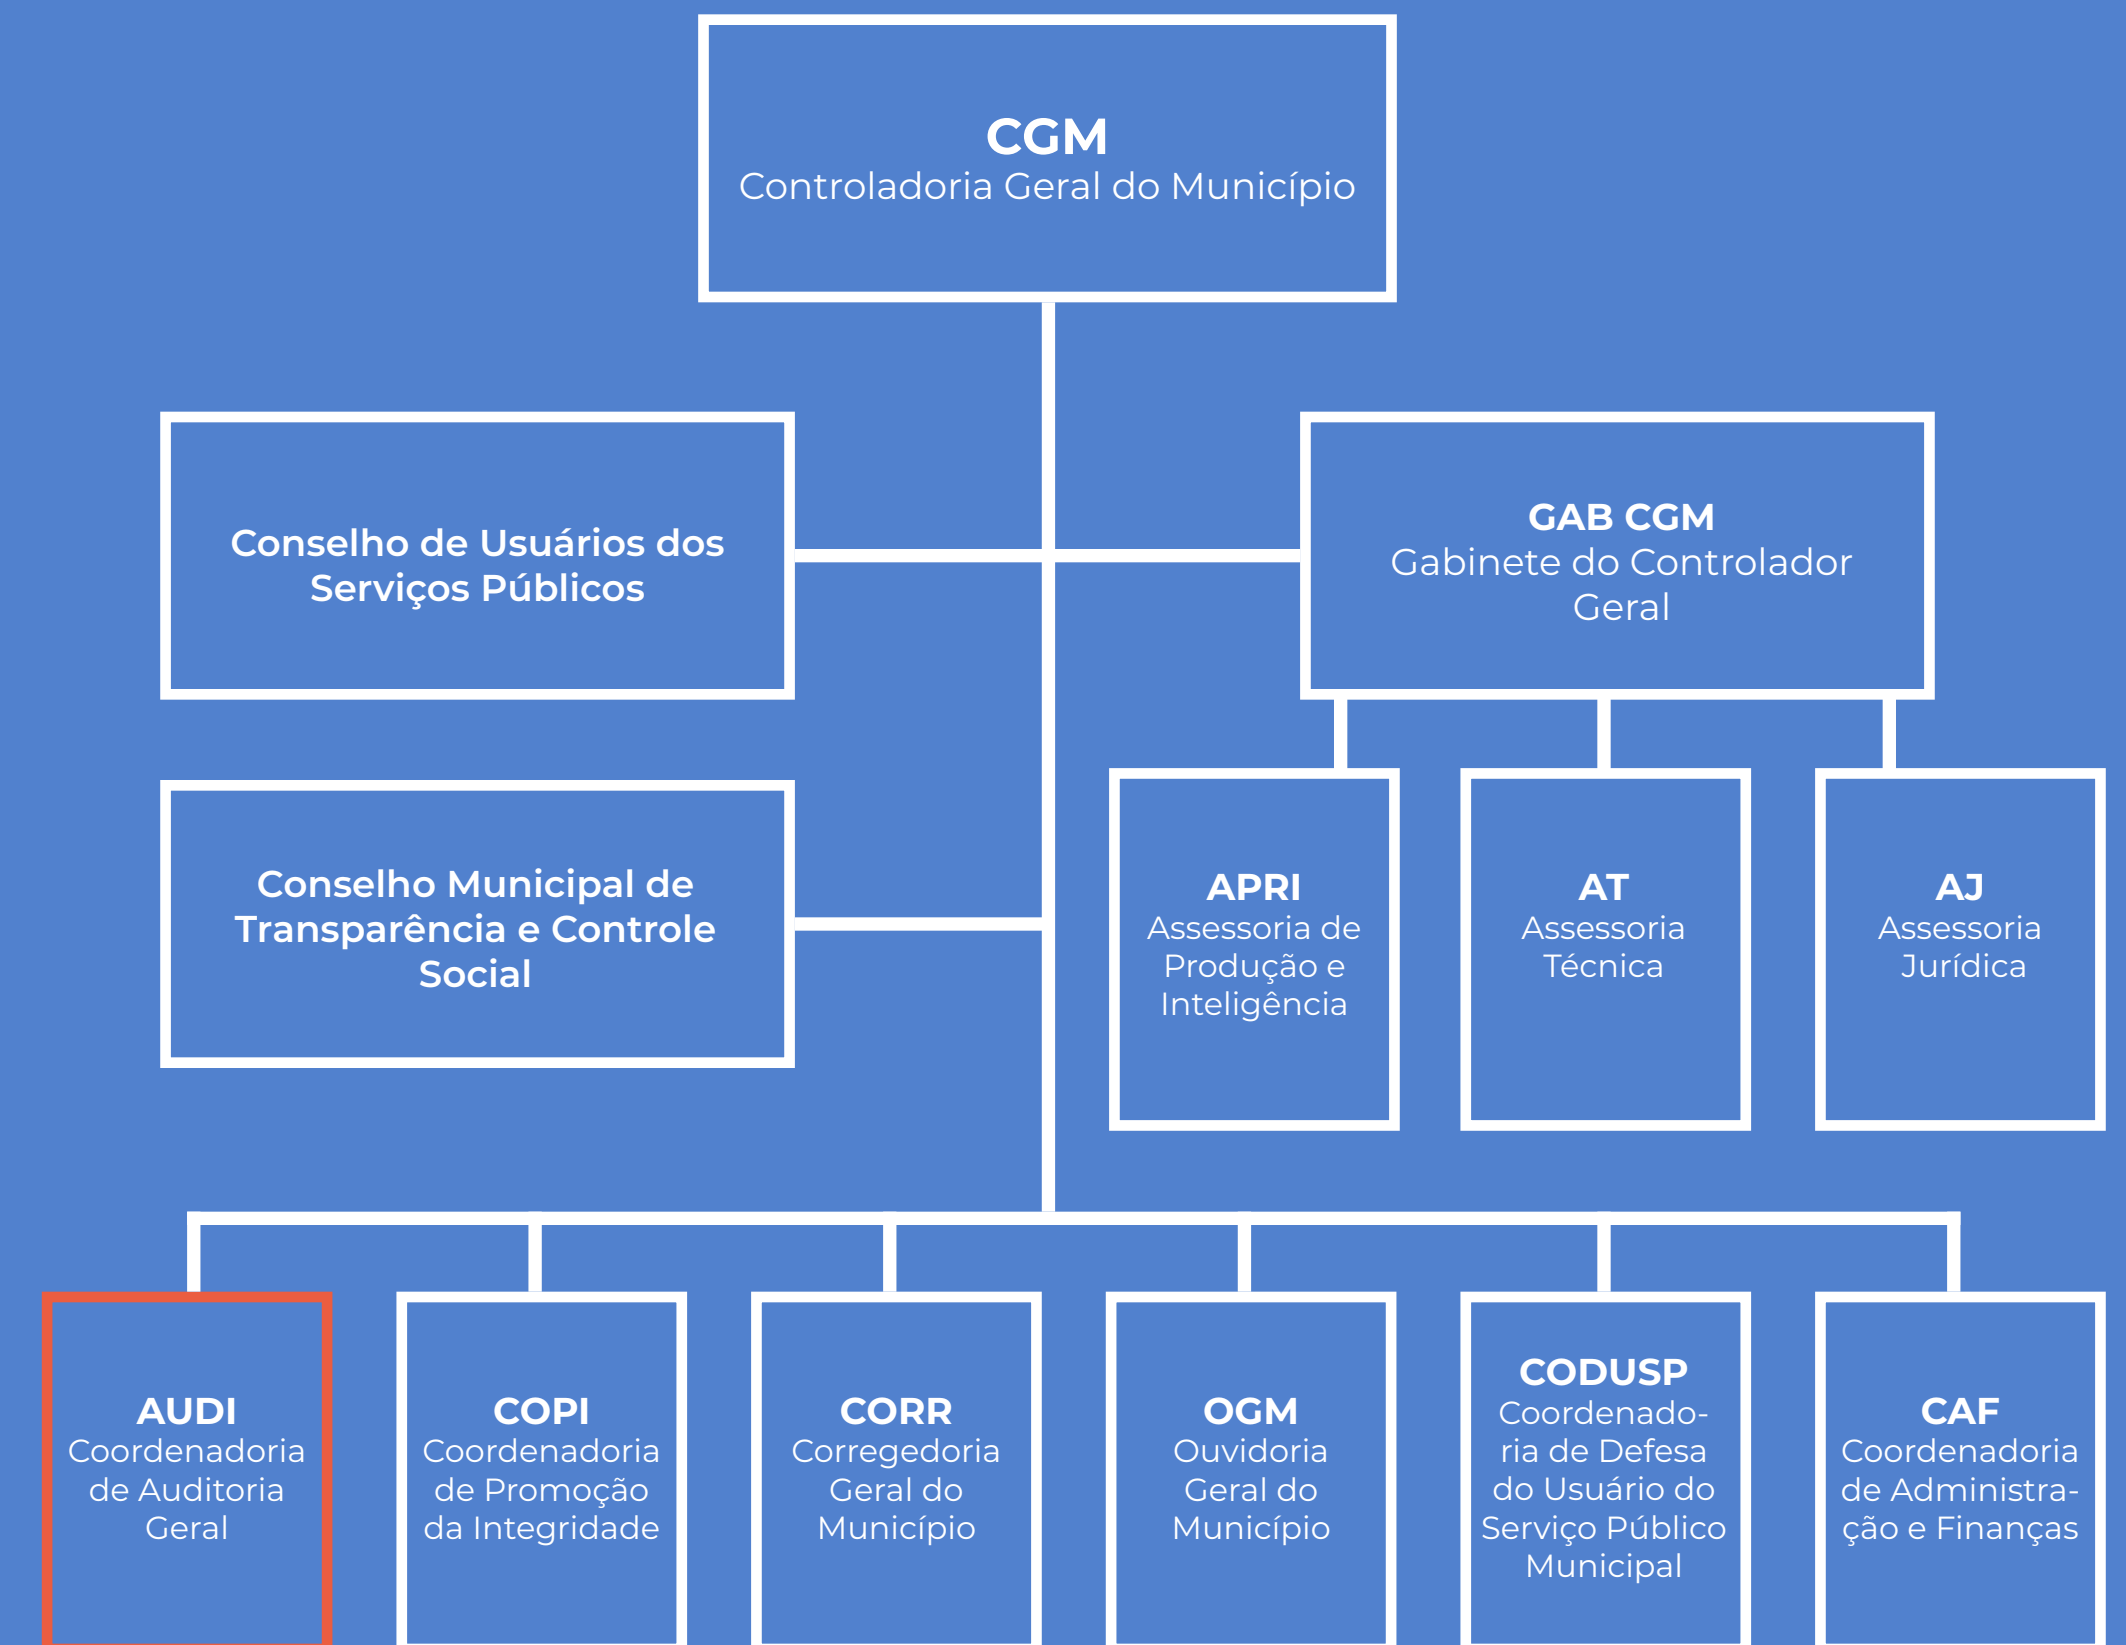 CGM
Controladoria Geral do Município
Conselho de Usuários dos
Serviços Públicos
GAB CGM
Gabinete do Controlador
Geral
Conselho Municipal de
Transparência e Controle
Social
APRI
Assessoria de
Produção e
Inteligência
AT
Assessoria
Técnica
AJ
Assessoria
Jurídica
AUDI
Coordenadoria
de Auditoria
Geral
COPI
Coordenadoria
de Promoção
da Integridade
CORR
Corregedoria
Geral do
Município
OGM
Ouvidoria
Geral do
Município
CODUSP
Coordenado-
ria de Defesa
do Usuário do
Serviço Público
Municipal
CAF
Coordenadoria
de Administra-
ção e Finanças